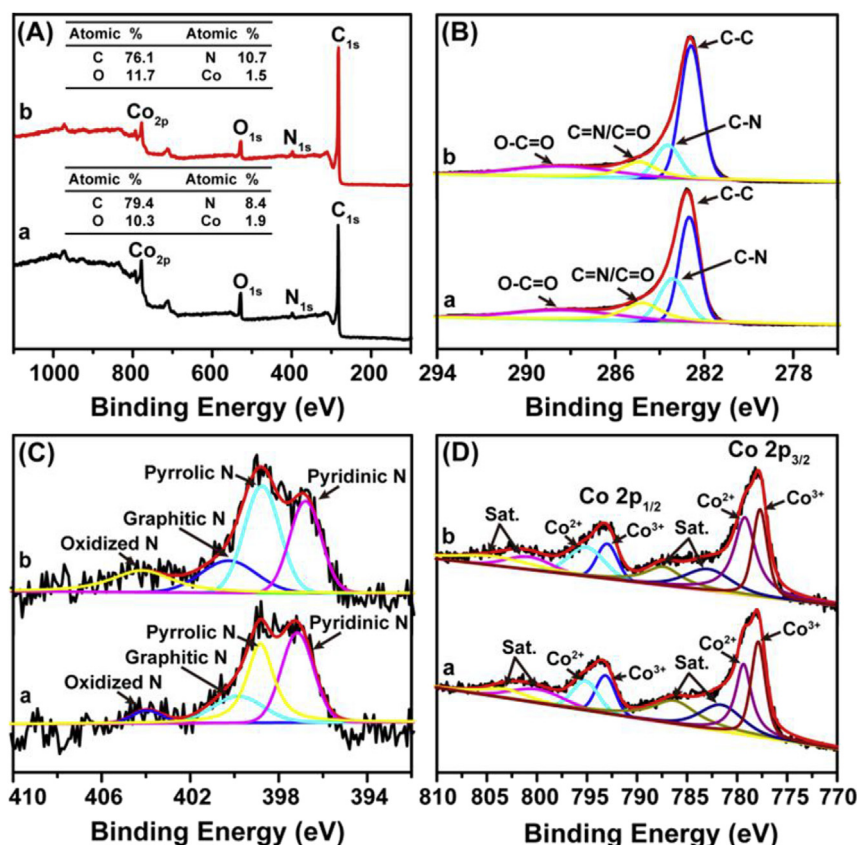 (A)
Atomic % Atomic %
C 76.1 N 10.7
O 11.7 Co 1.5
C1s
b
Co2p
O1s
N1s
Atomic % Atomic %
C 79.4 N 8.4
O 10.3 Co 1.9
C1s
a
Co2p
O1s
N1s
1000 800 600 400 200
Binding Energy (eV)
(B)
C-C
C=N/C=O
O-C=O
C-N
b
C-C
C-N
C=N/C=O
O-C=O
a
294 290 286 282 278
Binding Energy (eV)
(C)
Pyrrolic N
Pyridinic N
Graphitic N
Oxidized N
b
Pyrrolic N
Pyridinic N
Graphitic N
Oxidized N
a
410 406 402 398 394
Binding Energy (eV)
(D)
Co 2p3/2
Co 2p1/2
Co2+
Co3+
Sat.
Co2+
Co3+
Sat.
b
Co2+
Co3+
Sat.
Co2+
Co3+
Sat.
a
810 805 800 795 790 785 780 775 770
Binding Energy (eV)